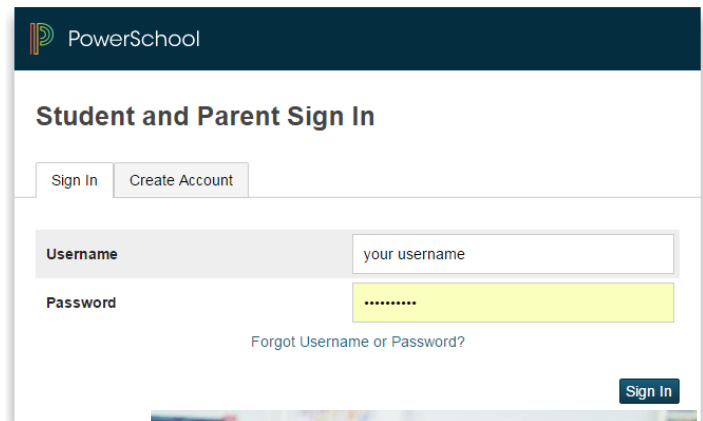 PowerSchool
Student and Parent Sign In
Sign In Create Account
Username your username
Password ••••••••••
Forgot Username or Password?
Sign In